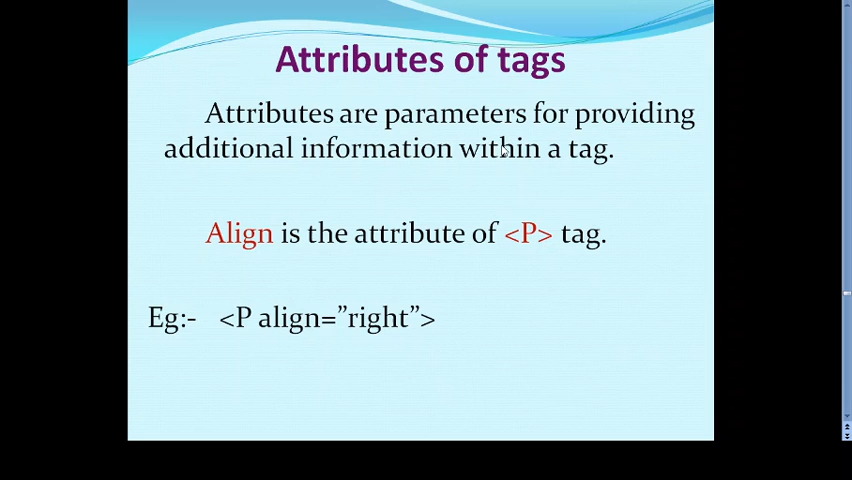 Attributes of tags
Attributes are parameters for providing
additional information within a tag.
Align is the attribute of <P> tag.
Eg:- <P align=”right”>